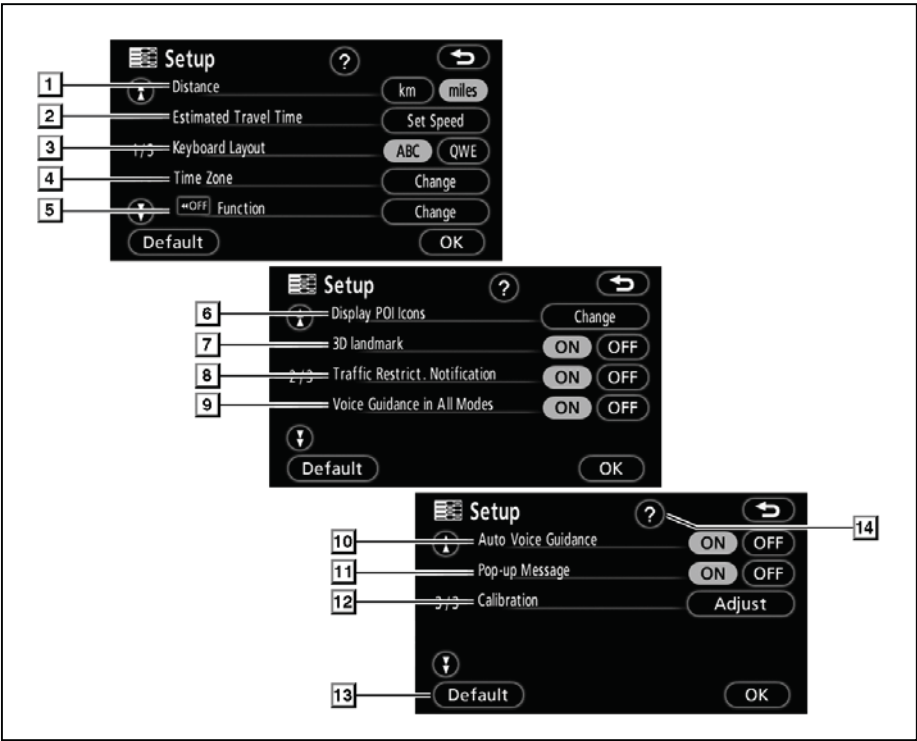 Setup ?
1 Distance km miles
2 Estimated Travel Time Set Speed
3 1/3 Keyboard Layout ABC QWE
4 Time Zone Change
5 «OFF Function Change
Default OK
Setup ?
6 Display POI Icons Change
7 3D landmark ON OFF
8 2/3 Traffic Restrict. Notification ON OFF
9 Voice Guidance in All Modes ON OFF
Default OK
Setup ? 14
10 Auto Voice Guidance ON OFF
11 Pop-up Message ON OFF
12 3/3 Calibration Adjust
13 Default OK